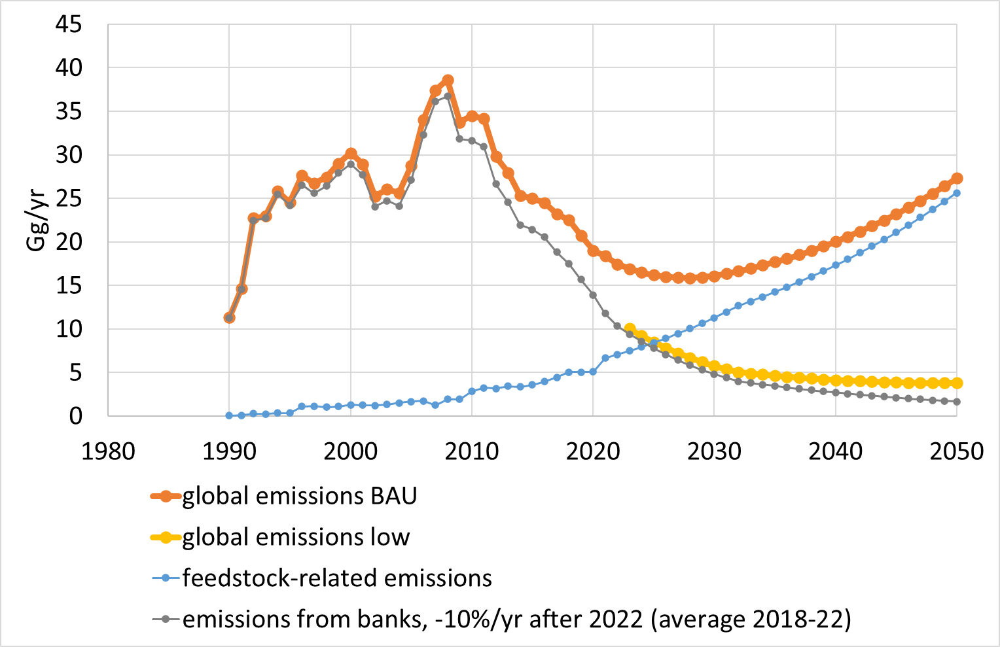 45
40
35
30
25
20
15
10
5
0
Gg/yr
1980 1990 2000 2010 2020 2030 2040 2050
global emissions BAU
global emissions low
feedstock-related emissions
emissions from banks, -10%/yr after 2022 (average 2018-22)